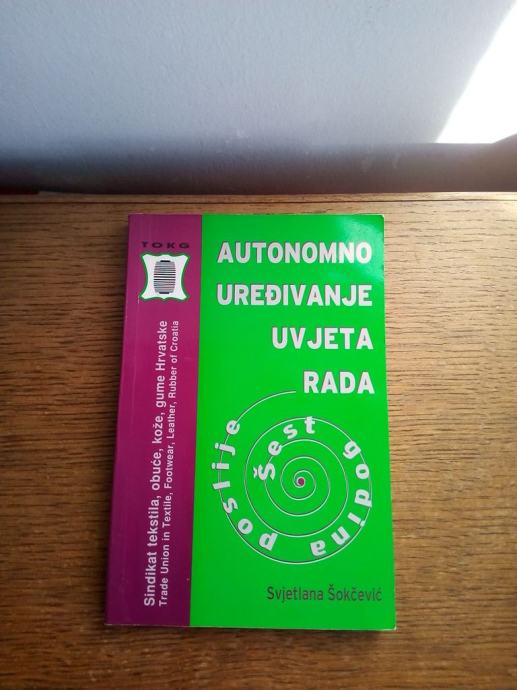 TOKG
Sindikat tekstila, obuće, kože, gume Hrvatske
Trade Union in Textile, Footwear, Leather, Rubber of Croatia
AUTONOMNO
UREĐIVANJE
UVJETA
RADA
Šest godina poslije
Svjetlana Šokčević